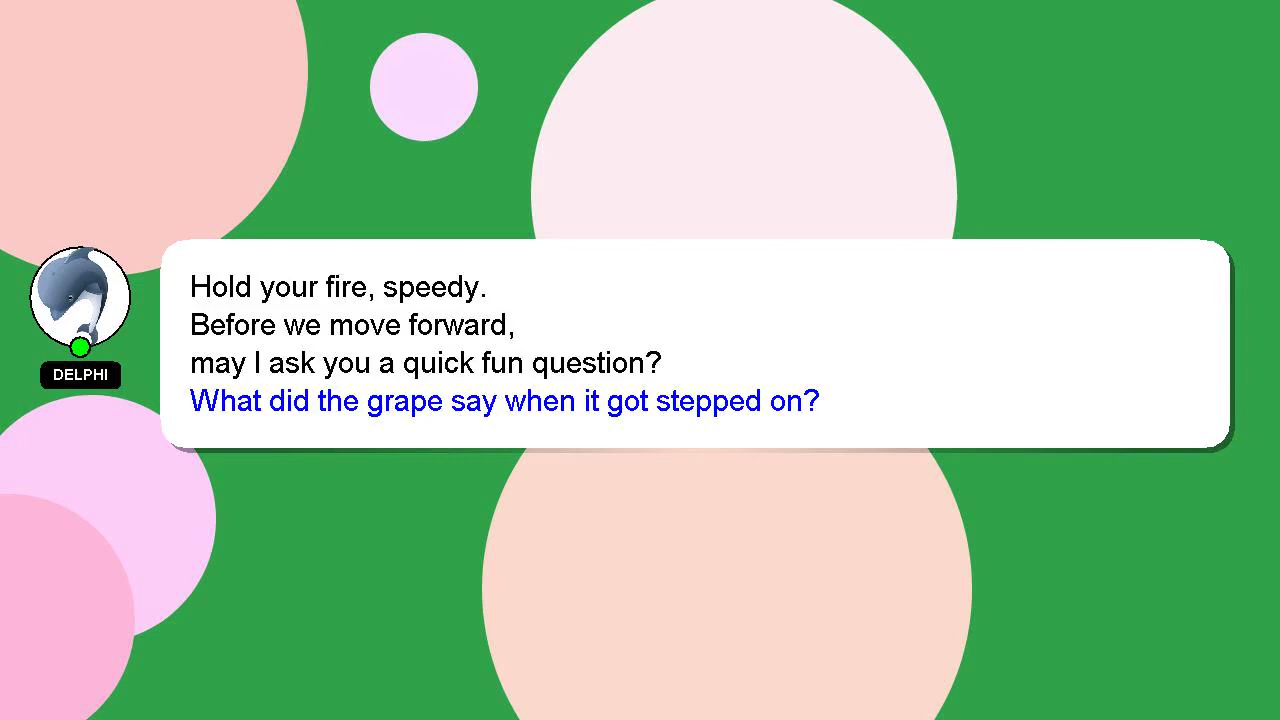 Hold your fire, speedy.
Before we move forward,
may I ask you a quick fun question?
What did the grape say when it got stepped on?
DELPHI